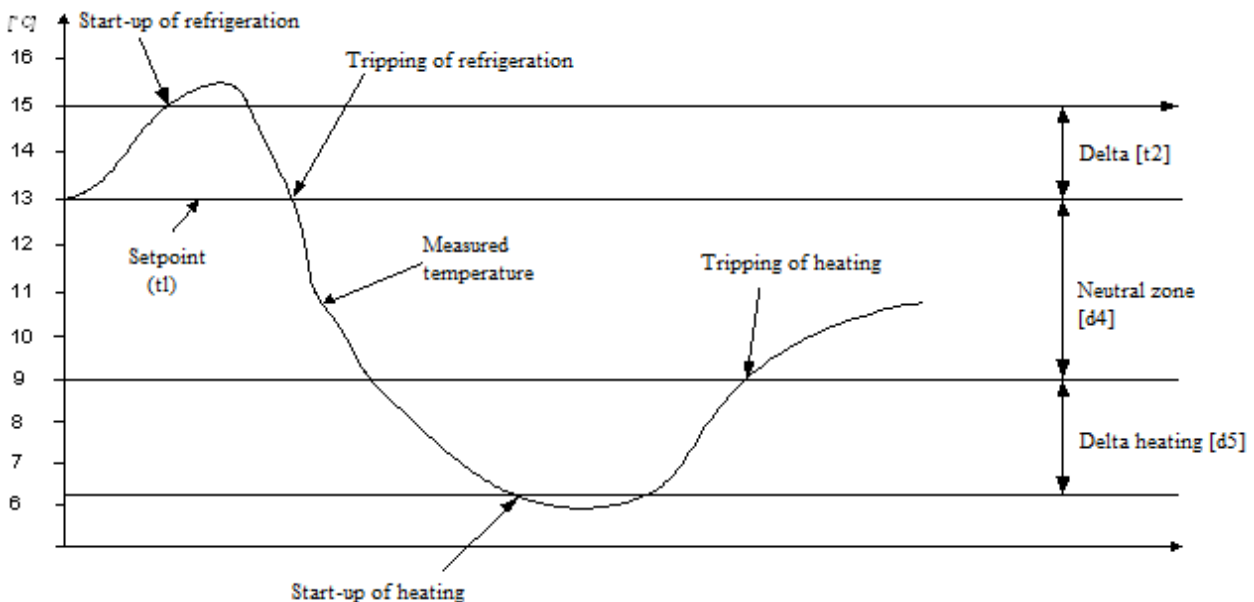 [°C]
Start-up of refrigeration
16
Tripping of refrigeration
15
14
Delta [t2]
13
12
Setpoint
(t1)
Measured
temperature
Tripping of heating
11
Neutral zone
[d4]
10
9
8
Delta heating [d5]
7
6
Start-up of heating